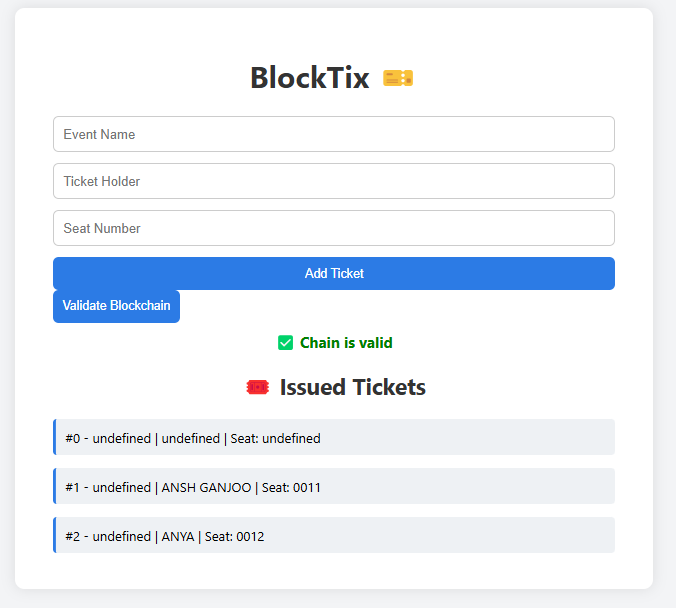 BlockTix 🎫
Event Name
Ticket Holder
Seat Number
Add Ticket
Validate Blockchain
✅ Chain is valid
🎟️ Issued Tickets
#0 - undefined | undefined | Seat: undefined
#1 - undefined | ANSH GANJOO | Seat: 0011
#2 - undefined | ANYA | Seat: 0012